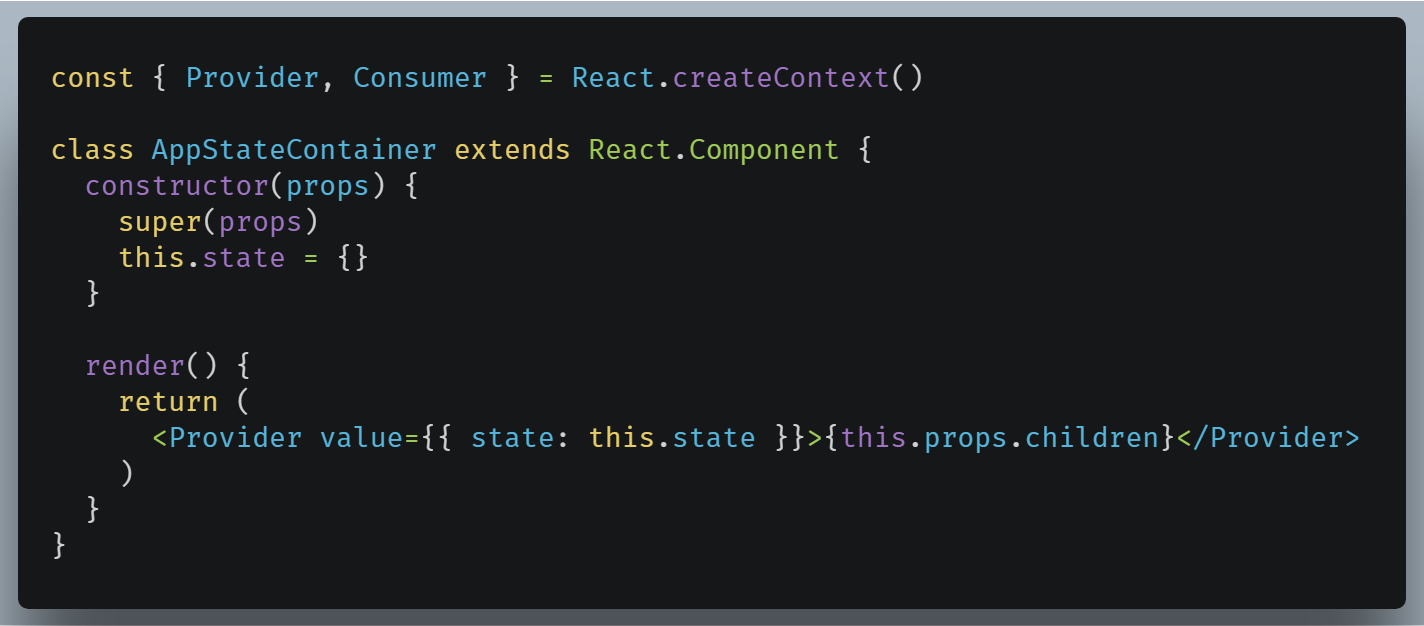 const { Provider, Consumer } = React.createContext()
class AppStateContainer extends React.Component {
constructor(props) {
super(props)
this.state = {}
}
render() {
return (
<Provider value={{ state: this.state }}>{this.props.children}</Provider>
)
}
}